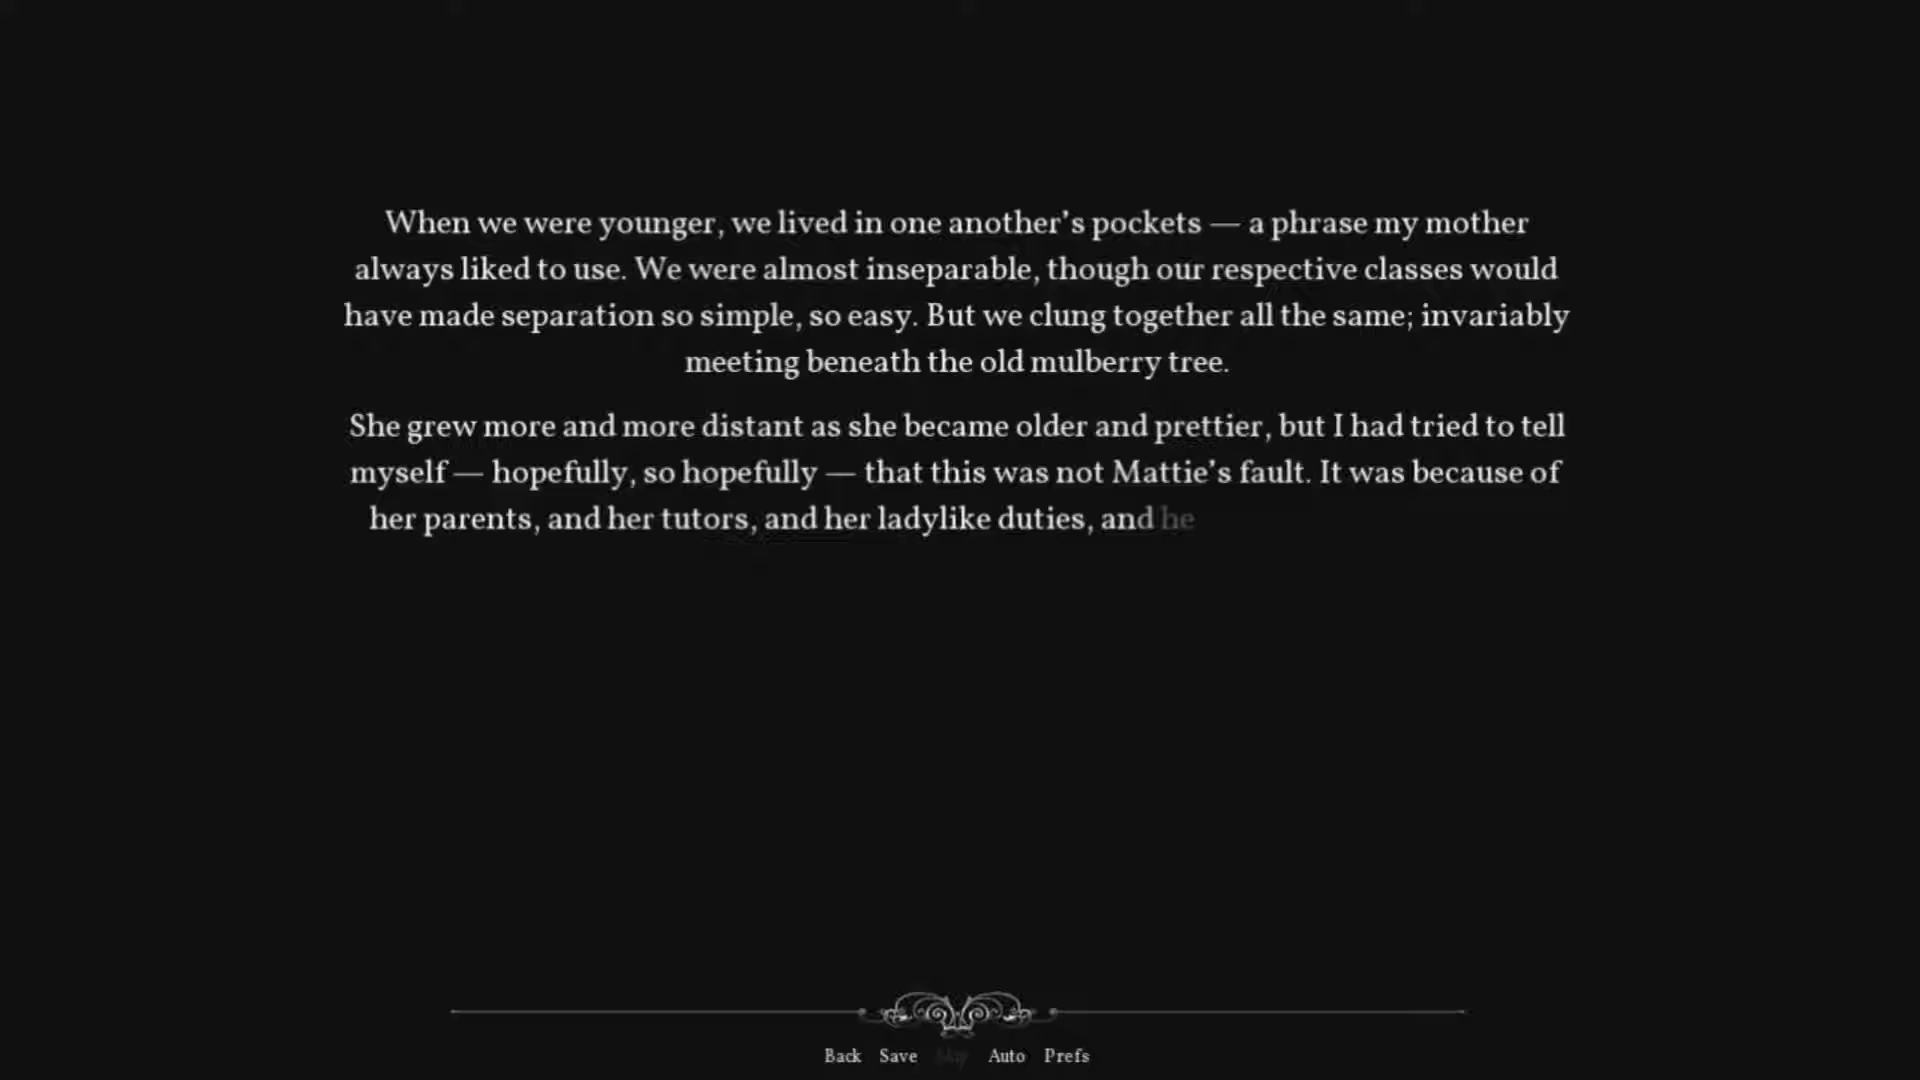 When we were younger, we lived in one another’s pockets — a phrase my mother
always liked to use. We were almost inseparable, though our respective classes would
have made separation so simple, so easy. But we clung together all the same; invariably
meeting beneath the old mulberry tree.
She grew more and more distant as she became older and prettier, but I had tried to tell
myself — hopefully, so hopefully — that this was not Mattie’s fault. It was because of
her parents, and her tutors, and her ladylike duties, and he
Back Save Skip Auto Prefs